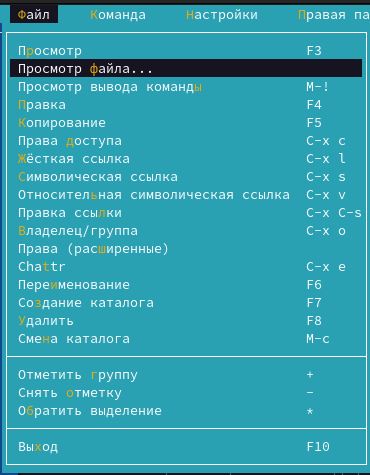 Файл Команда Настройки Правая па
Просмотр F3
Просмотр файла...
Просмотр вывода команды M-!
Правка F4
Копирование F5
Права доступа C-x c
Жёсткая ссылка C-x l
Символическая ссылка C-x s
Относительная символическая ссылка C-x v
Правка ссылки C-x C-s
Владелец/группа C-x o
Права (расширенные)
Chattr C-x e
Переименование F6
Создание каталога F7
Удалить F8
Смена каталога M-c
Отметить группу +
Снять отметку -
Обратить выделение *
Выход F10